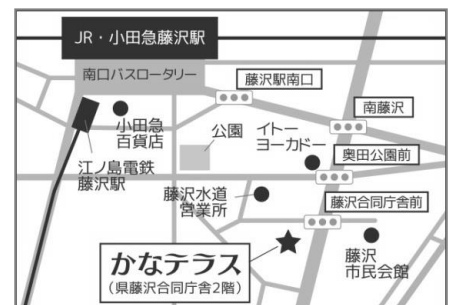 JR・小田急藤沢駅
南口バスロータリー
藤沢駅南口
南藤沢
小田急
百貨店
公園
イトー
ヨーカドー
奥田公園前
江ノ島電鉄
藤沢駅
藤沢水道
営業所
藤沢合同庁舎前
かなテラス
(県藤沢合同庁舎2階)
藤沢
市民会館